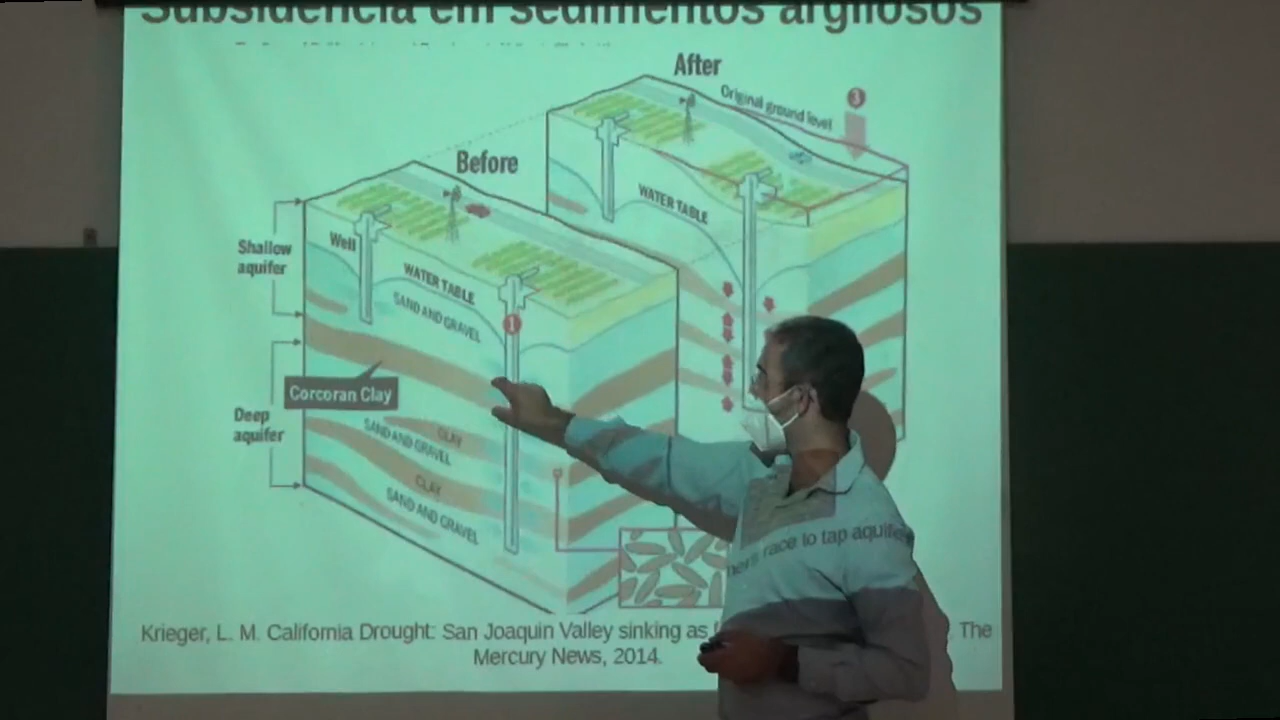 Subsidência em sedimentos argilosos
After
Original ground level
3
Before
WATER TABLE
Shallow
aquifer
Well
WATER TABLE
SAND AND GRAVEL
1
Corcoran Clay
Deep
aquifer
CLAY
SAND AND GRAVEL
CLAY
SAND AND GRAVEL
race to tap aquifers
Krieger, L. M. California Drought: San Joaquin Valley sinking as The
Mercury News, 2014.